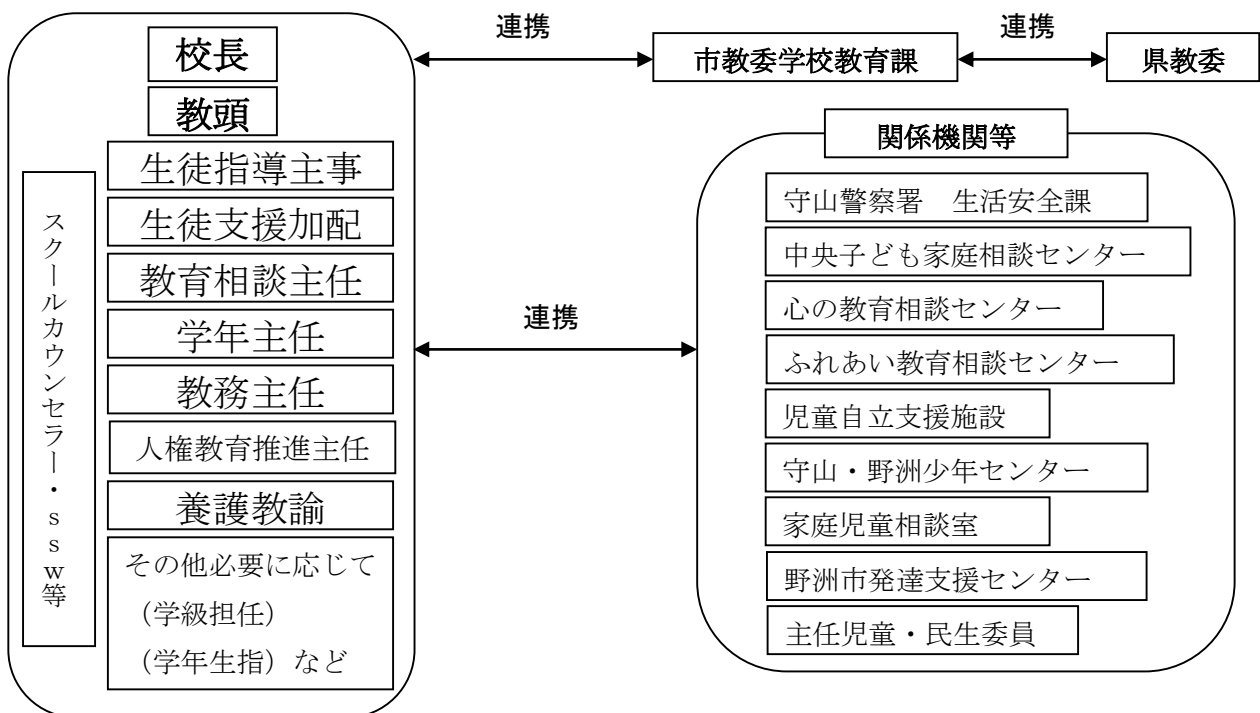 校長
教頭
生徒指導主事
生徒支援加配
教育相談主任
学年主任
教務主任
人権教育推進主任
養護教諭
その他必要に応じて
（学級担任）
（学年生指）など
スクールカウンセラー・ｓｓｗ等
連携
市教委学校教育課
連携
県教委
連携
関係機関等
守山警察署　生活安全課
中央子ども家庭相談センター
心の教育相談センター
ふれあい教育相談センター
児童自立支援施設
守山・野洲少年センター
家庭児童相談室
野洲市発達支援センター
主任児童・民生委員